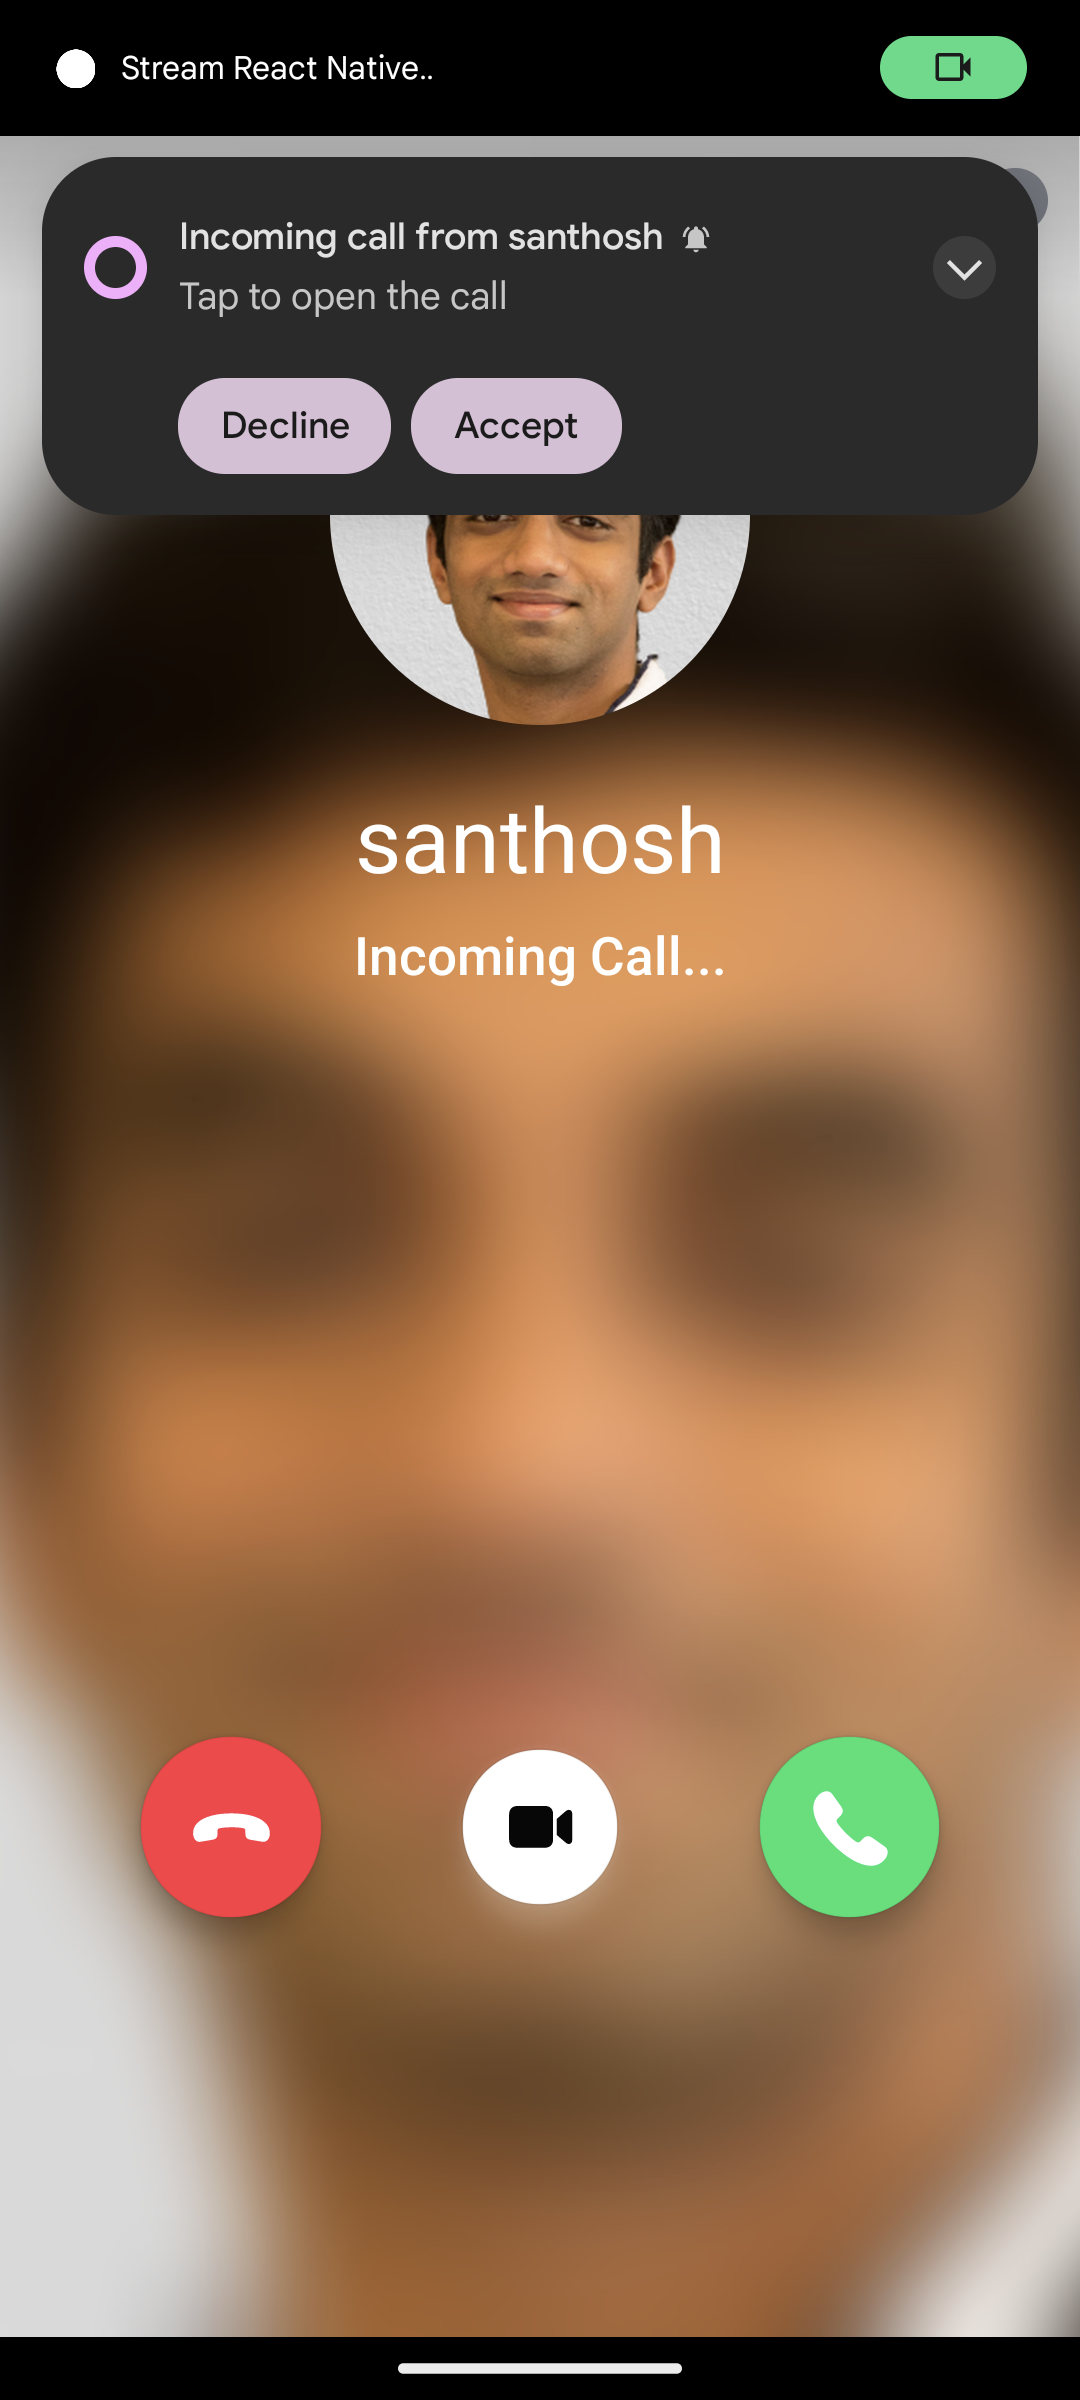 Stream React Native..
Incoming call from santhosh
Tap to open the call
Decline Accept
santhosh
Incoming Call...